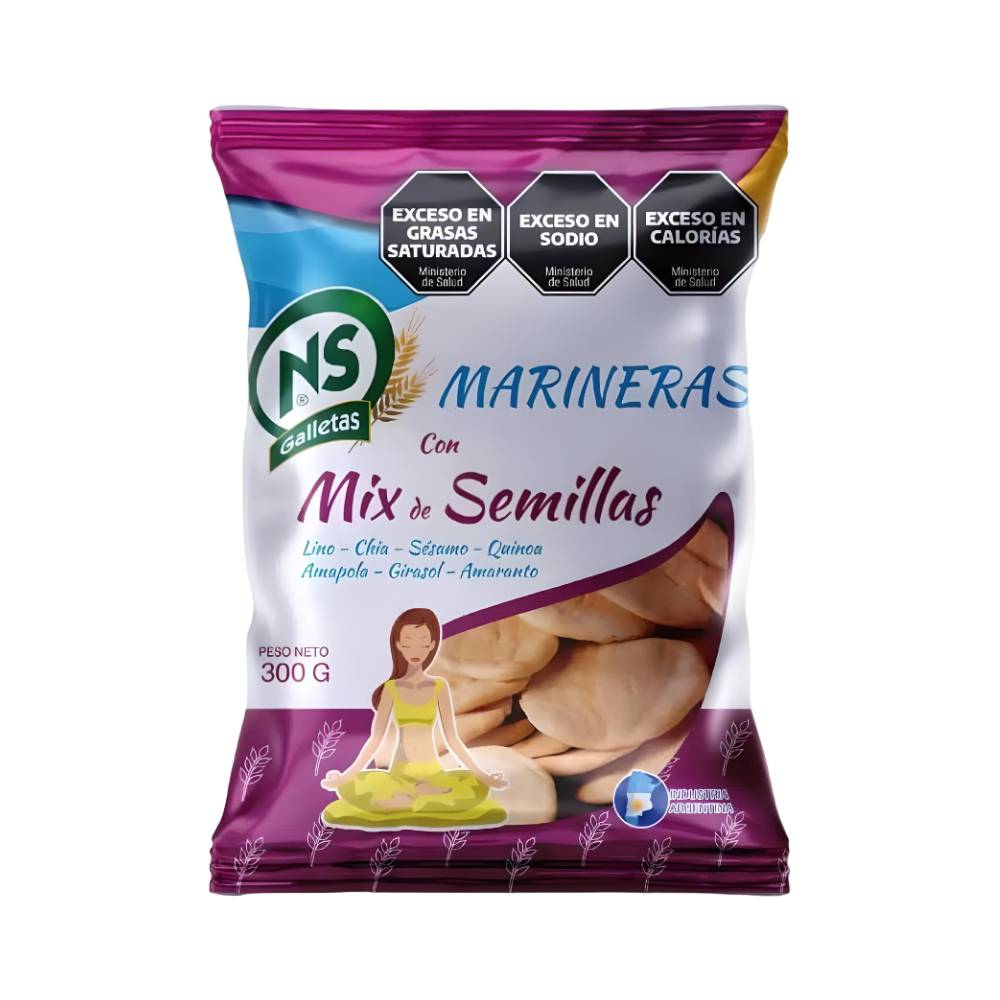 EXCESO EN
GRASAS
SATURADAS
Ministerio
de Salud
EXCESO EN
SODIO
Ministerio
de Salud
EXCESO EN
CALORÍAS
Ministerio
de Salud
NS
®
Galletas
MARINERAS
Con
Mix de Semillas
Lino - Chia - Sésamo - Quinoa
Amapola - Girasol - Amaranto
PESO NETO
300 G
INDUSTRIA
ARGENTINA